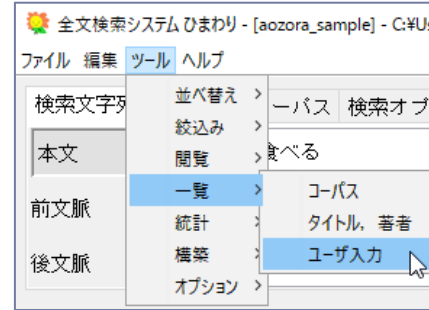 全文検索システム ひまわり - [aozora_sample] - C:¥Us
ファイル 編集 ツール ヘルプ
検索文字列 ーパス 検索オプ
本文 食べる
前文脈
後文脈
並べ替え >
絞込み >
閲覧 >
一覧 >
統計 >
構築 >
オプション >
コーパス
タイトル, 著者
ユーザ入力